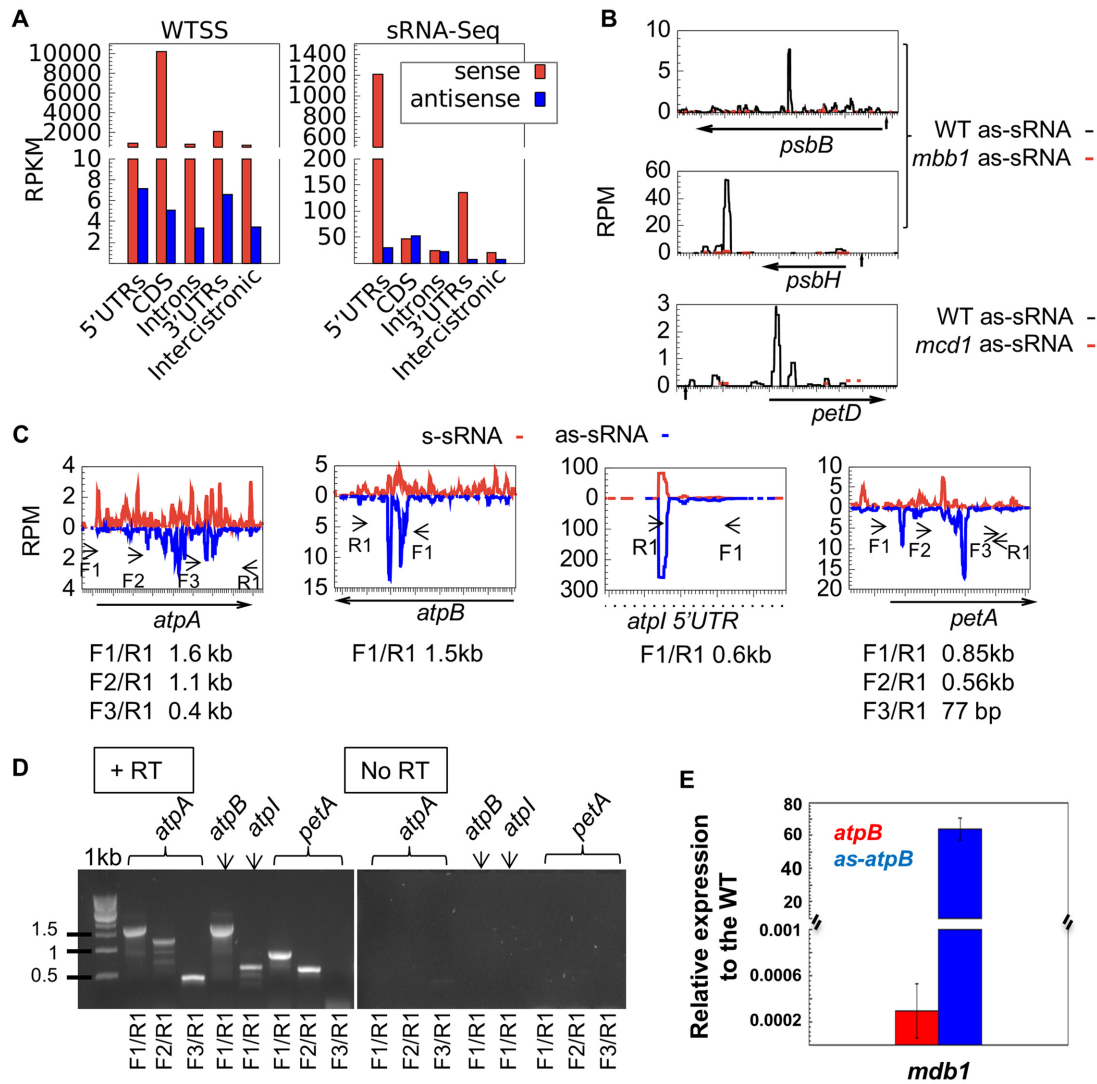 A
WTSS
sRNA-Seq
sense
antisense
RPKM
10000
8000
6000
4000
2000
10
8
6
4
2
1400
1200
1000
800
600
200
150
100
50
5’UTRs
CDS
Introns
3’UTRs
Intercistronic
5’UTRs
CDS
Introns
3’UTRs
Intercistronic
B
RPM
10
5
0
psbB
60
40
20
0
psbH
3
2
1
0
petD
WT as-sRNA
mbb1 as-sRNA
WT as-sRNA
mcd1 as-sRNA
C
s-sRNA
as-sRNA
RPM
4
2
0
2
4
F1
F2
F3
R1
atpA
F1/R1 1.6 kb
F2/R1 1.1 kb
F3/R1 0.4 kb
5
0
5
10
15
R1
F1
atpB
F1/R1 1.5kb
100
0
100
200
300
R1
F1
atpI 5’UTR
F1/R1 0.6kb
10
5
0
5
10
15
20
F1
F2
F3
R1
petA
F1/R1 0.85kb
F2/R1 0.56kb
F3/R1 77 bp
D
+ RT
No RT
atpA
atpB
atpI
petA
atpA
atpB
atpI
petA
1kb
1.5
1
0.5
F1/R1
F2/R1
F3/R1
F1/R1
F1/R1
F1/R1
F2/R1
F3/R1
F1/R1
F2/R1
F3/R1
F1/R1
F1/R1
F1/R1
F2/R1
F3/R1
E
Relative expression
to the WT
80
60
40
20
0.001
0.0006
0.0002
atpB
as-atpB
mdb1